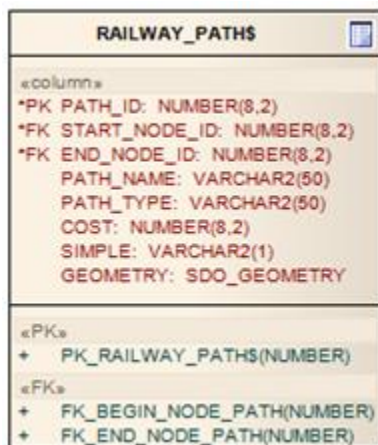 RAILWAY_PATH$
«column»
*PK PATH_ID: NUMBER(8,2)
*FK START_NODE_ID: NUMBER(8,2)
*FK END_NODE_ID: NUMBER(8,2)
PATH_NAME: VARCHAR2(50)
PATH_TYPE: VARCHAR2(50)
COST: NUMBER(8,2)
SIMPLE: VARCHAR2(1)
GEOMETRY: SDO_GEOMETRY
«PK»
+ PK_RAILWAY_PATH$(NUMBER)
«FK»
+ FK_BEGIN_NODE_PATH(NUMBER)
+ FK_END_NODE_PATH(NUMBER)